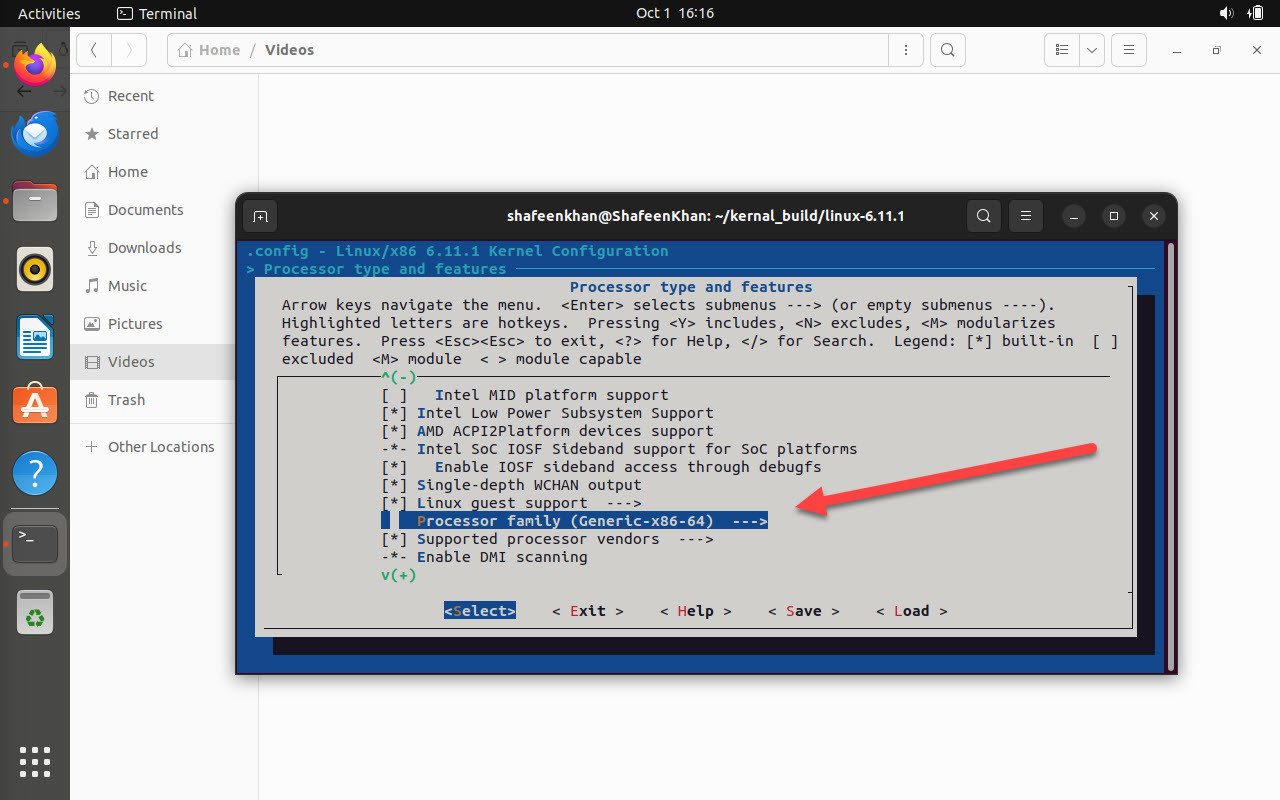 Activities Terminal Oct 1 16:16
Home / Videos
Recent
Starred
Home
Documents
Downloads
Music
Pictures
Videos
Trash
Other Locations
shafeenkhan@ShafeenKhan: ~/kernal_build/linux-6.11.1
.config - Linux/x86 6.11.1 Kernel Configuration
> Processor type and features
Processor type and features
Arrow keys navigate the menu. <Enter> selects submenus ---> (or empty submenus ----).
Highlighted letters are hotkeys. Pressing <Y> includes, <N> excludes, <M> modularizes
features. Press <Esc><Esc> to exit, <?> for Help, </> for Search. Legend: [*] built-in [ ]
excluded <M> module < > module capable
^(-)
[ ] Intel MID platform support
[*] Intel Low Power Subsystem Support
[*] AMD ACPI2Platform devices support
-*- Intel SoC IOSF Sideband support for SoC platforms
[*] Enable IOSF sideband access through debugfs
[*] Single-depth WCHAN output
[*] Linux guest support --->
Processor family (Generic-x86-64) --->
[*] Supported processor vendors --->
-*- Enable DMI scanning
v(+)
<Select> < Exit > < Help > < Save > < Load >